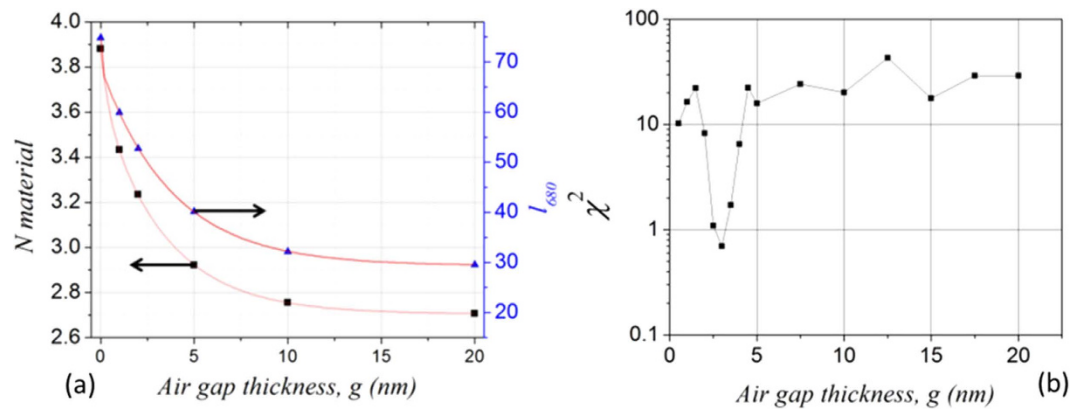 4.0
3.8
3.6
3.4
3.2
3.0
2.8
2.6
N material
70
60
50
40
30
20
l680
0 5 10 15 20
Air gap thickness, g (nm)
(a)
100
10
1
0.1
χ2
0 5 10 15 20
Air gap thickness, g (nm)
(b)